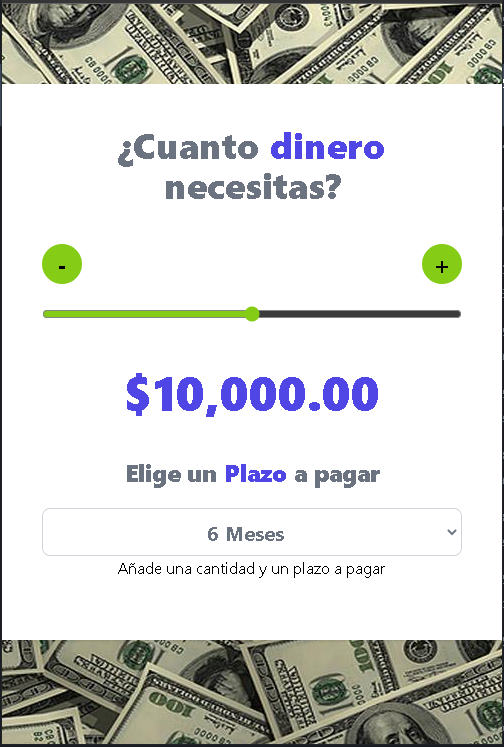 ¿Cuanto dinero
necesitas?
-
+
$10,000.00
Elige un Plazo a pagar
6 Meses
Añade una cantidad y un plazo a pagar